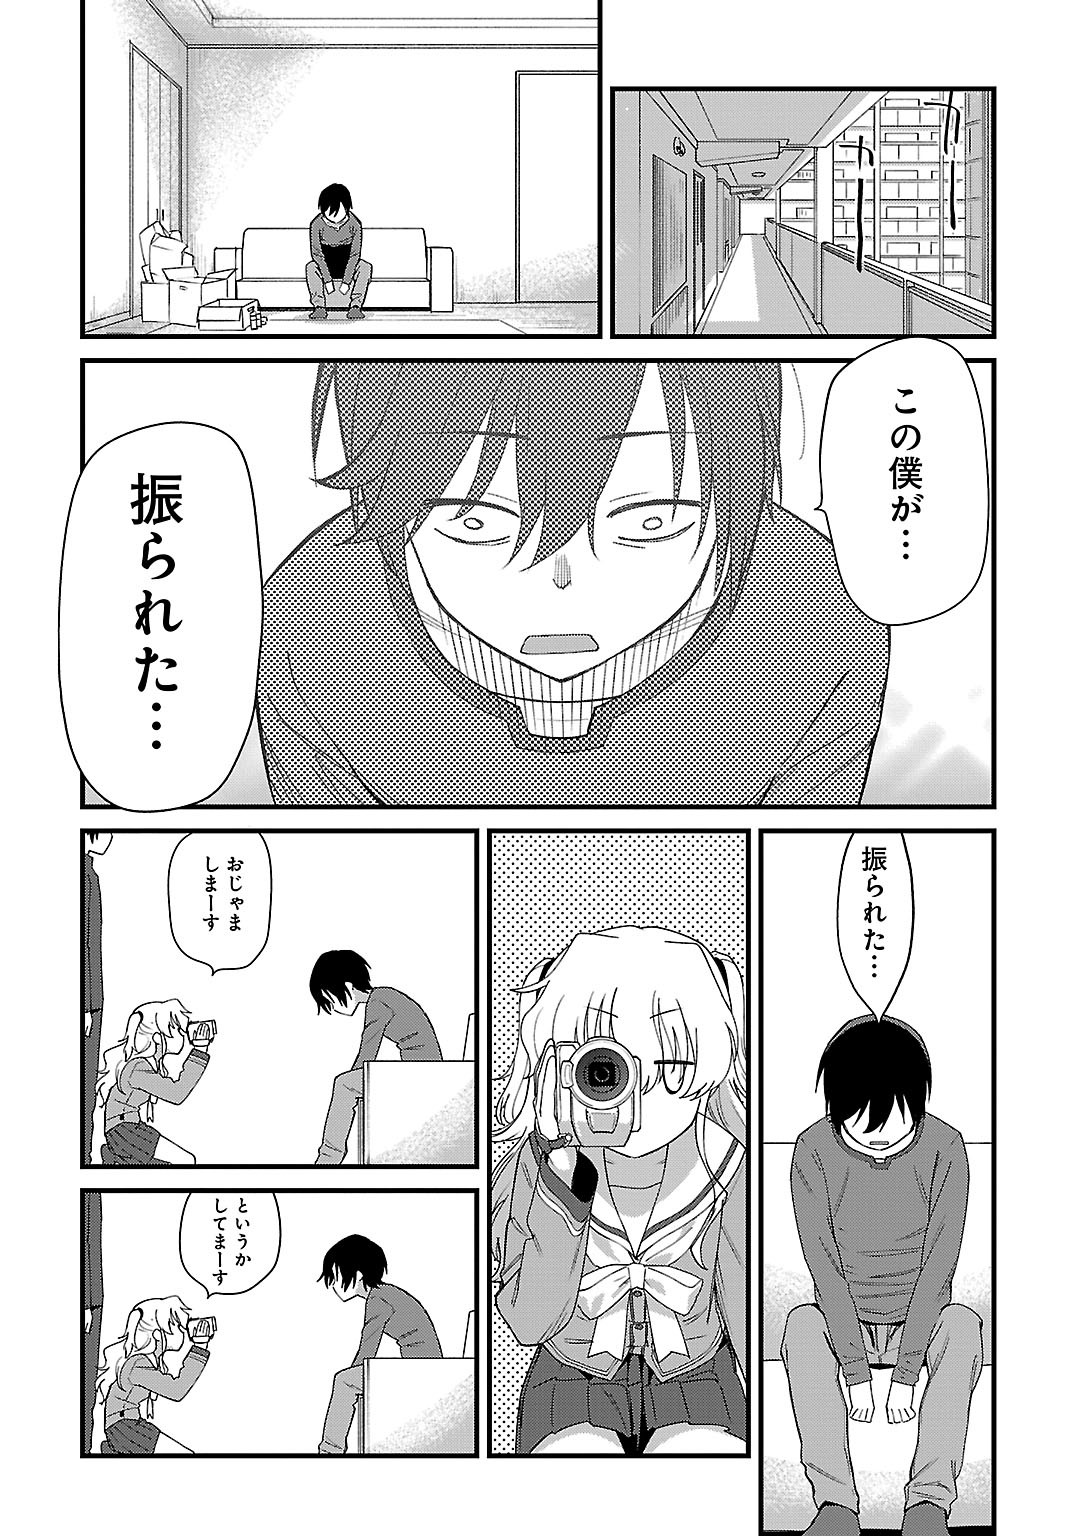 カー
カー
この僕が…
振られた…
振られた…
おじゃま
しまーす
というか
してまーす